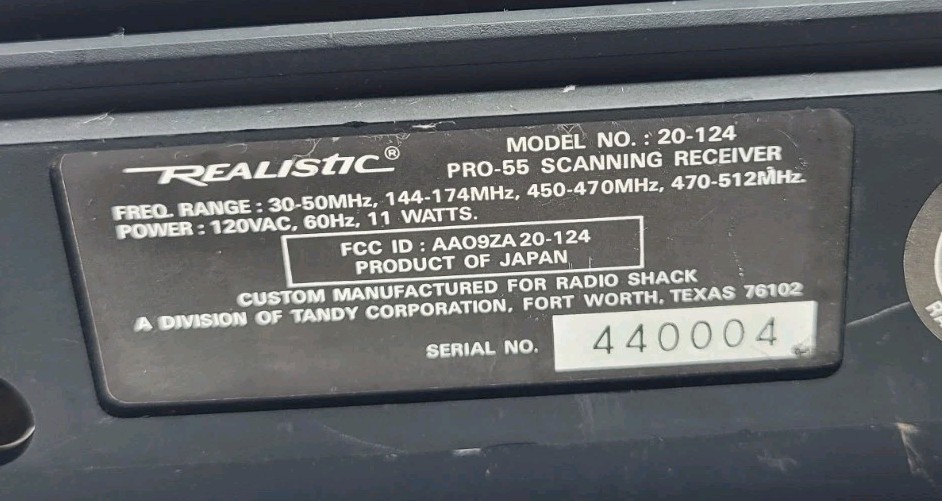 REALISTIC®
MODEL NO. : 20-124
PRO-55 SCANNING RECEIVER
FREQ. RANGE : 30-50MHz, 144-174MHz, 450-470MHz, 470-512MHz.
POWER : 120VAC, 60Hz, 11 WATTS.
FCC ID : AAO9ZA20-124
PRODUCT OF JAPAN
CUSTOM MANUFACTURED FOR RADIO SHACK
A DIVISION OF TANDY CORPORATION, FORT WORTH, TEXAS 76102
SERIAL NO. 440004